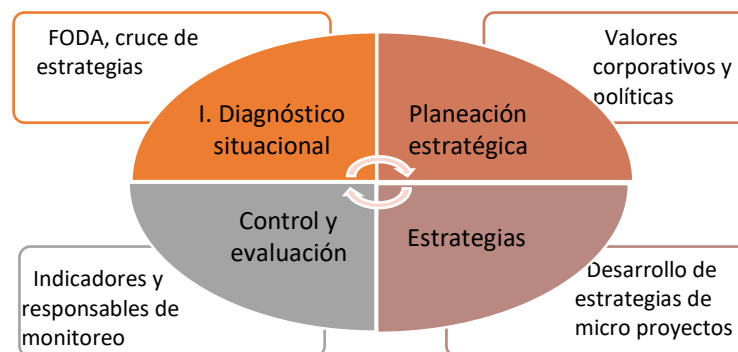 FODA, cruce de
estrategias
Valores
corporativos y
políticas
I. Diagnóstico
situacional
Planeación
estratégica
Control y
evaluación
Estrategias
Indicadores y
responsables de
monitoreo
Desarrollo de
estrategias de
micro proyectos